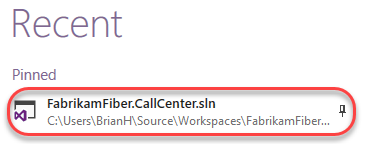 Recent
Pinned
FabrikamFiber.CallCenter.sln
C:\Users\BrianH\Source\Workspaces\FabrikamFiber...